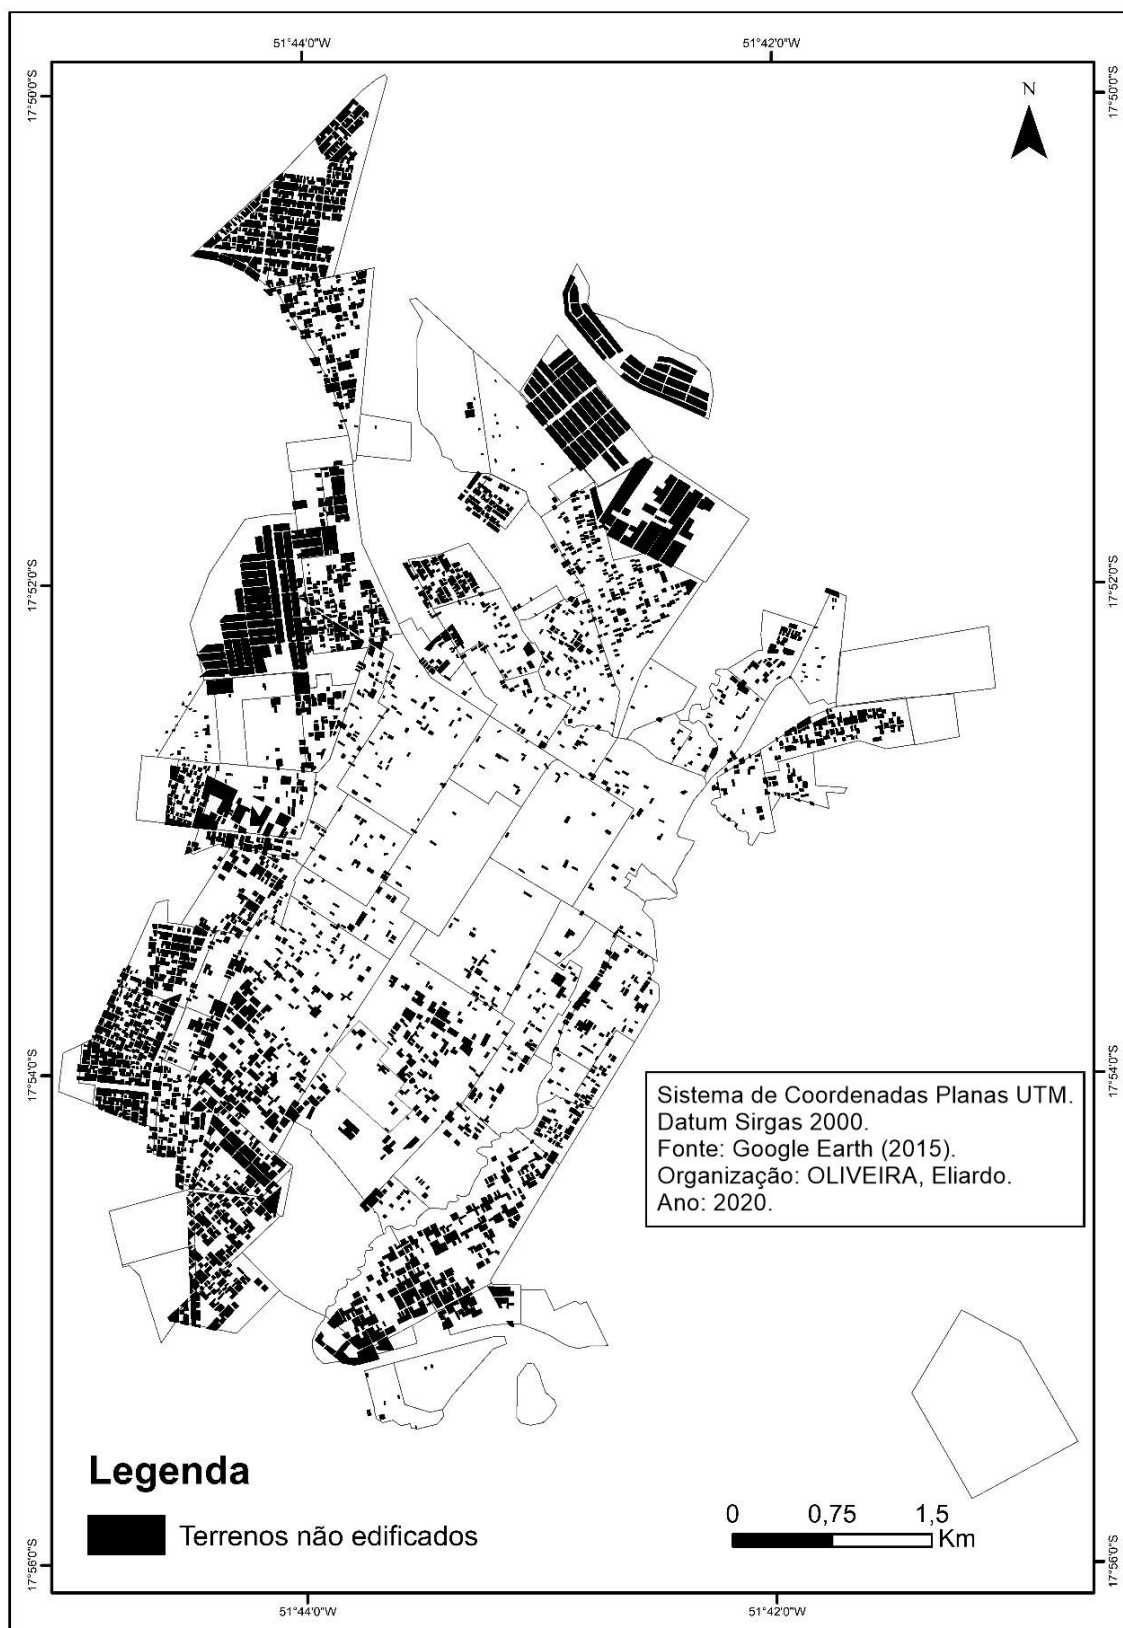 51°44'0"W
51°42'0"W
17°50'0"S
17°50'0"S
N
17°52'0"S
17°52'0"S
17°54'0"S
17°54'0"S
Sistema de Coordenadas Planas UTM.
Datum Sirgas 2000.
Fonte: Google Earth (2015).
Organização: OLIVEIRA, Eliardo.
Ano: 2020.
Legenda
Terrenos não edificados
0 0,75 1,5
Km
17°56'0"S
17°56'0"S
51°44'0"W
51°42'0"W